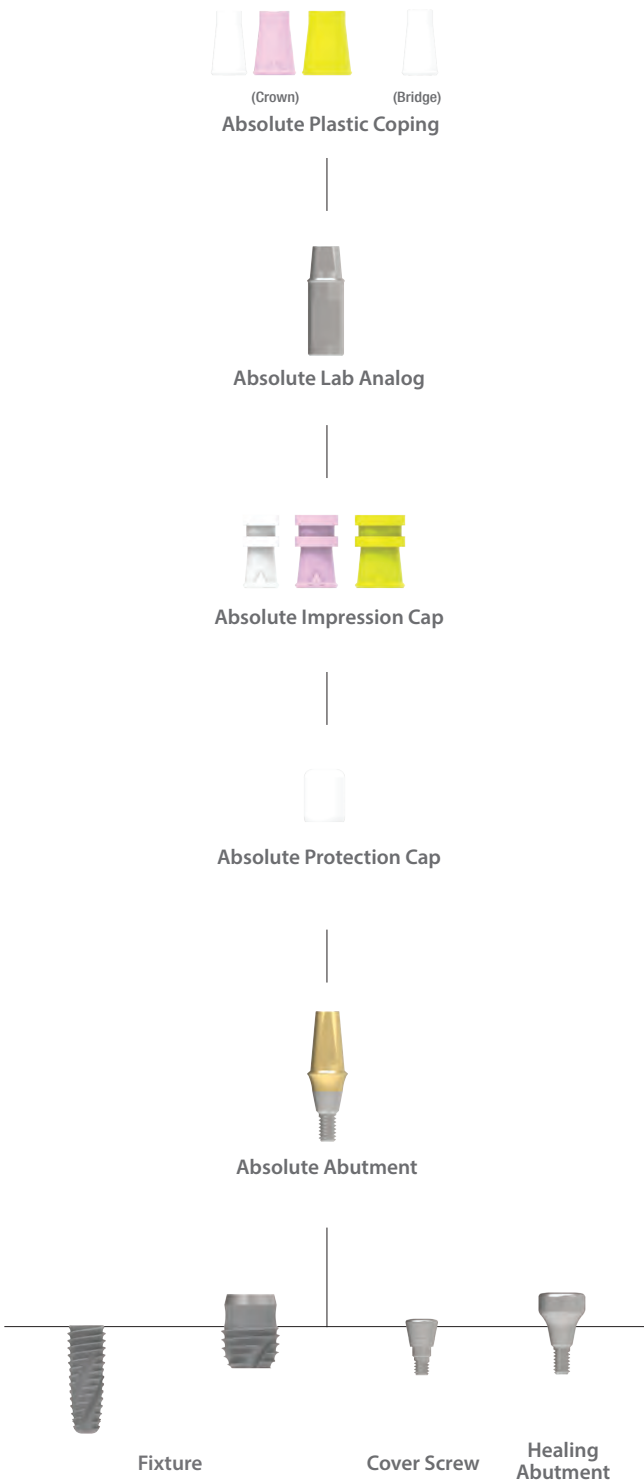 (Crown)
(Bridge)
Absolute Plastic Coping
Absolute Lab Analog
Absolute Impression Cap
Absolute Protection Cap
Absolute Abutment
Fixture
Cover Screw
Healing
Abutment